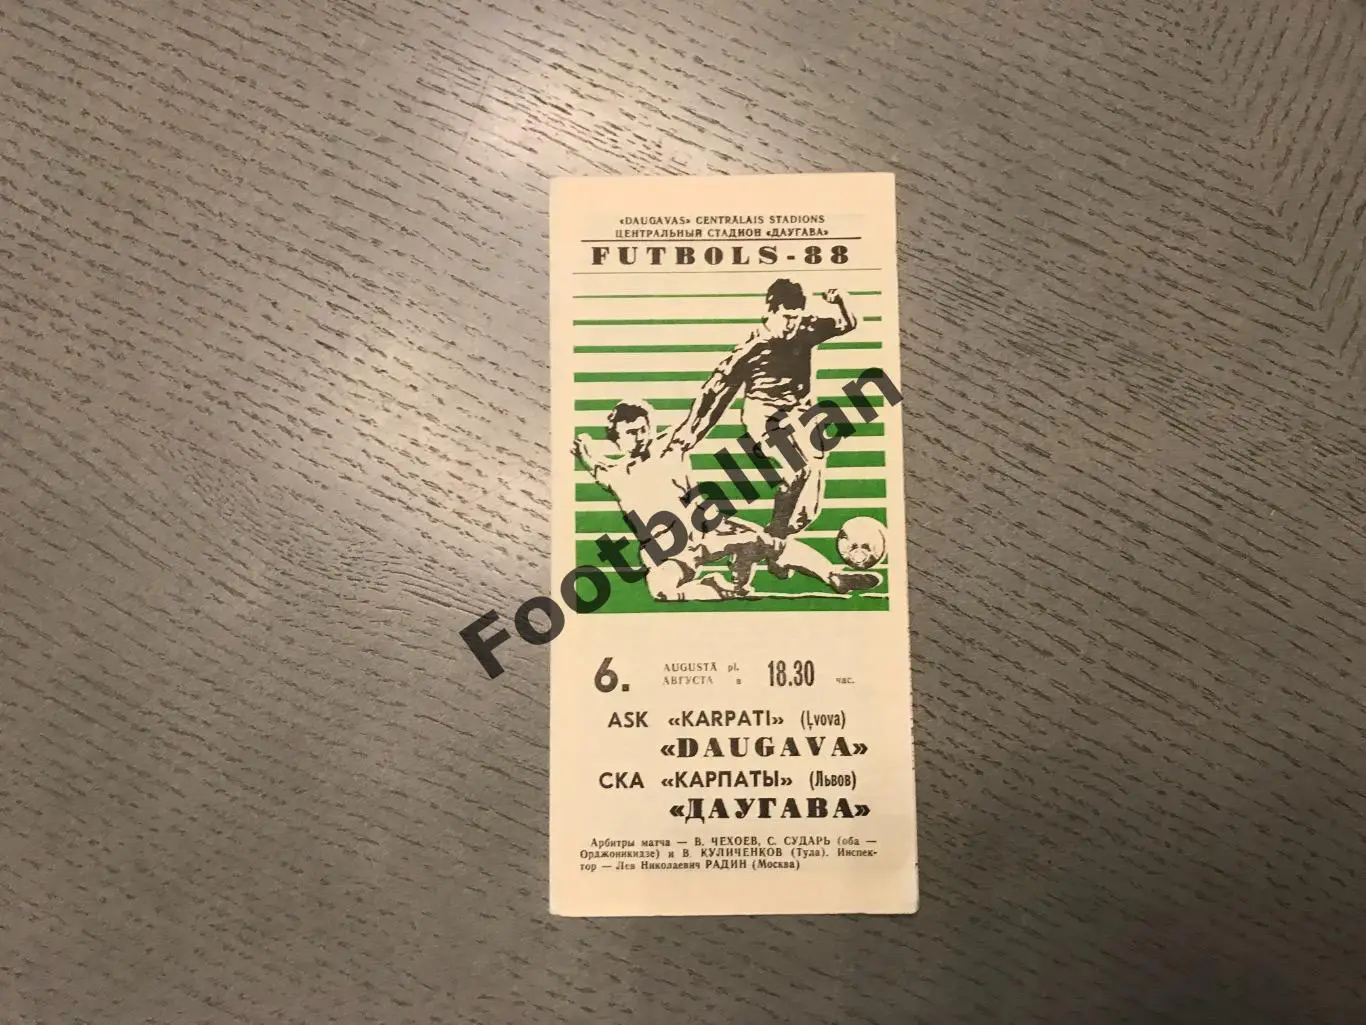 «DAUGAVAS» CENTRĀLAIS STADIONS
ЦЕНТРАЛЬНЫЙ СТАДИОН «ДАУГАВА»
FUTBOLS - 88
Footballfan
6. AUGUSTĀ pl. 18.30
АВГУСТА в час.
ASK «KARPATI» (Ļvova)
«DAUGAVA»
СКА «КАРПАТЫ» (Львов)
«ДАУГАВА»
Арбитры матча — В. ЧЕХОЕВ, С. СУДАРЬ (оба —
Орджоникидзе) и В. КУЛИЧЕНКОВ (Тула). Инспек-
тор — Лев Николаевич РАДИН (Москва)